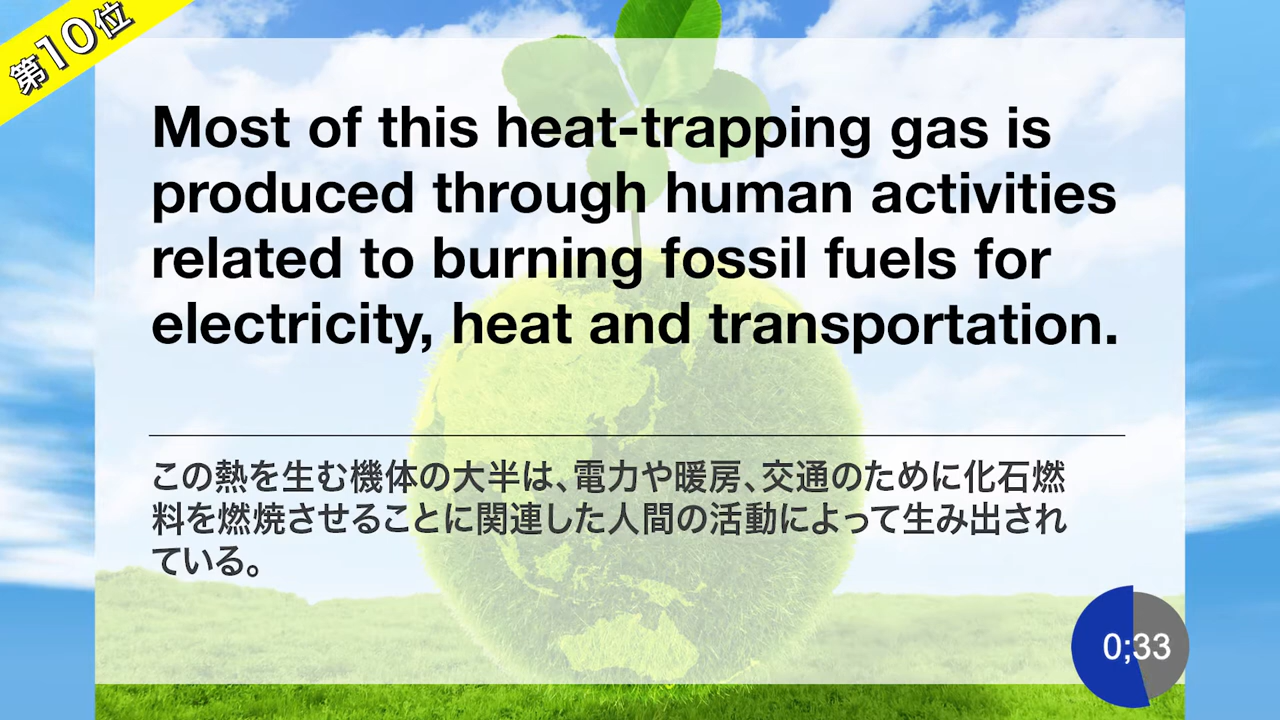 第10位
Most of this heat-trapping gas is
produced through human activities
related to burning fossil fuels for
electricity, heat and transportation.
この熱を生む機体の大半は、電力や暖房、交通のために化石燃
料を燃焼させることに関連した人間の活動によって生み出され
ている。
0;33